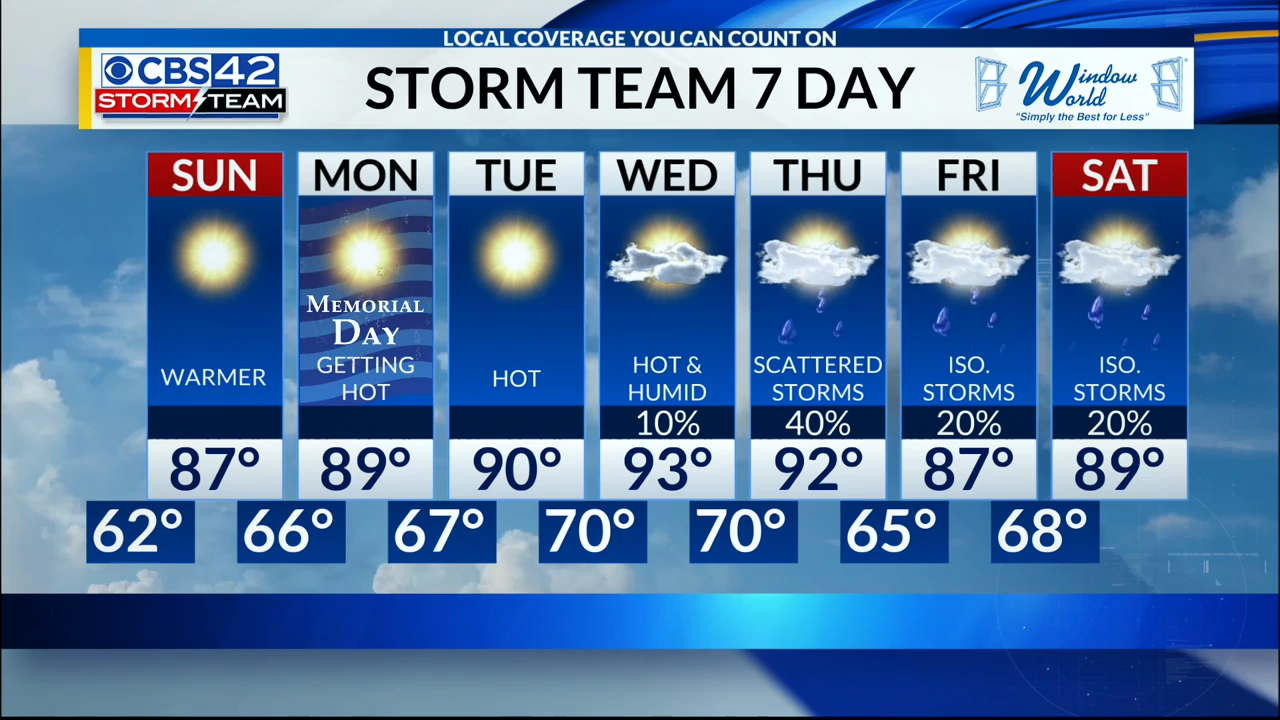 LOCAL COVERAGE YOU CAN COUNT ON
CBS 42
STORM TEAM
STORM TEAM 7 DAY
Window
World
"Simply the Best for Less"
SUN MON TUE WED THU FRI SAT
MEMORIAL
DAY
WARMER
GETTING
HOT
HOT
HOT &
HUMID
SCATTERED
STORMS
ISO.
STORMS
ISO.
STORMS
10% 40% 20% 20%
87° 89° 90° 93° 92° 87° 89°
62° 66° 67° 70° 70° 65° 68°